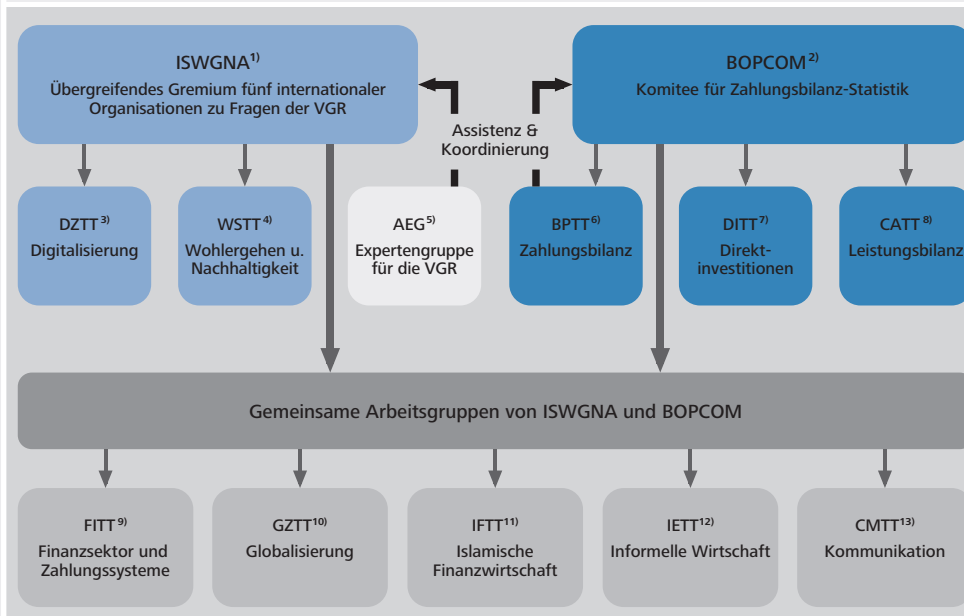 ISWGNA1)
Übergreifendes Gremium fünf internationaler
Organisationen zu Fragen der VGR
BOPCOM2)
Komitee für Zahlungsbilanz-Statistik
Assistenz &
Koordinierung
DZTT3)
Digitalisierung
WSTT4)
Wohlergehen u.
Nachhaltigkeit
AEG5)
Expertengruppe
für die VGR
BPTT6)
Zahlungsbilanz
DITT7)
Direkt-
investitionen
CATT8)
Leistungsbilanz
Gemeinsame Arbeitsgruppen von ISWGNA und BOPCOM
FITT9)
Finanzsektor und
Zahlungssysteme
GZTT10)
Globalisierung
IFTT11)
Islamische
Finanzwirtschaft
IETT12)
Informelle Wirtschaft
CMTT13)
Kommunikation